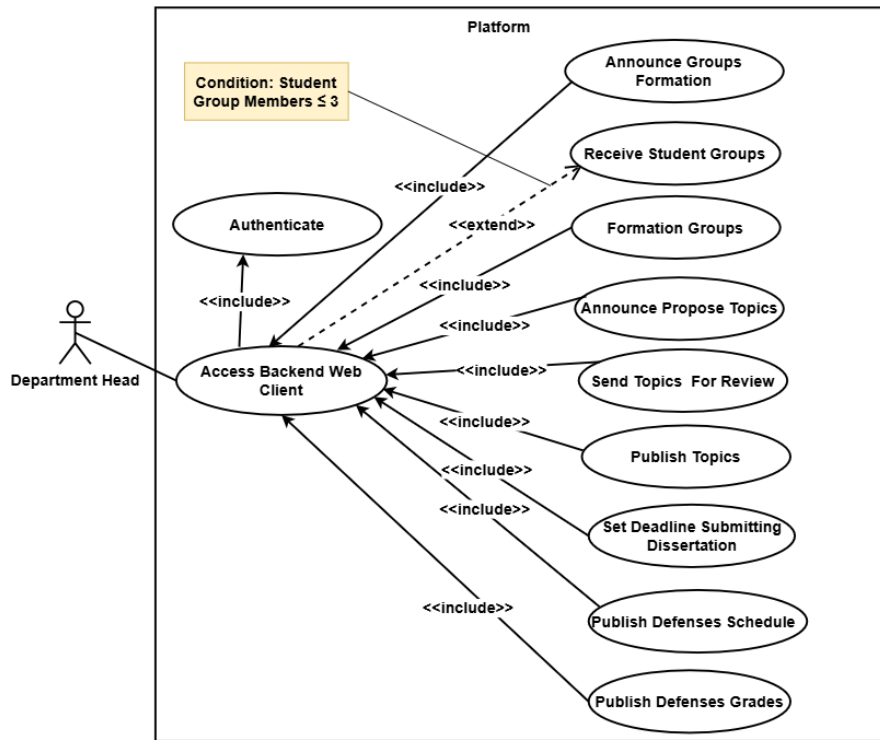 Platform
Announce Groups
Formation
Condition: Student
Group Members ≤ 3
Receive Student Groups
<<include>>
Authenticate
<<extend>>
Formation Groups
<<include>>
Announce Propose Topics
<<include>>
<<include>>
Department Head
Access Backend Web
Client
<<include>>
Send Topics For Review
<<include>>
Publish Topics
<<include>>
<<include>>
Set Deadline Submitting
Dissertation
<<include>>
Publish Defenses Schedule
Publish Defenses Grades